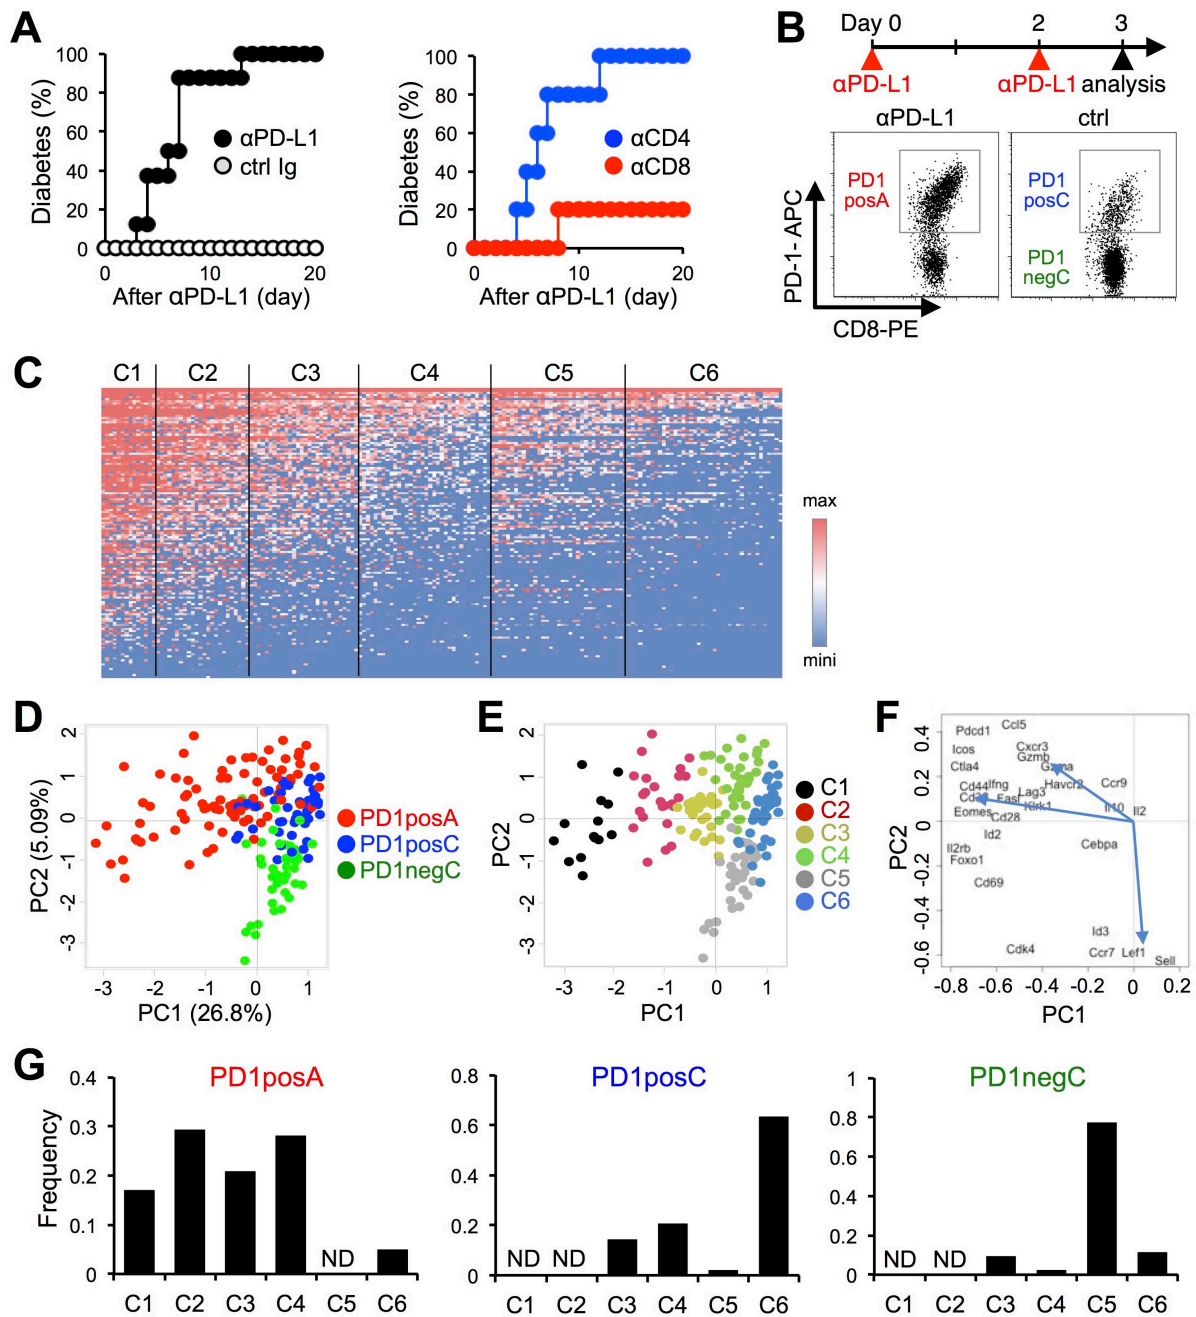 A
100
80
60
40
20
0
Diabetes (%)
αPD-L1
ctrl Ig
0 10 20
After αPD-L1 (day)
100
80
60
40
20
0
Diabetes (%)
αCD4
αCD8
0 10 20
After αPD-L1 (day)
B
Day 0 2 3
αPD-L1 αPD-L1 analysis
αPD-L1 ctrl
PD1
posA
PD1
posC
PD1
negC
PD-1- APC
CD8-PE
C
C1 C2 C3 C4 C5 C6
max
mini
D
2
1
0
-1
-2
-3
PC2 (5.09%)
-3 -2 -1 0 1
PC1 (26.8%)
PD1posA
PD1posC
PD1negC
E
2
1
0
-1
-2
-3
PC2
-3 -2 -1 0 1
PC1
C1
C2
C3
C4
C5
C6
F
0.4
0.2
0
-0.2
-0.4
-0.6
PC2
Ccl5
Pdcd1
Icos
Cxcr3
Gzmb
Ctla4
Gzma
Cd44 Ifng
Havcr2
Ccr9
Lag3
Fasl
Klrk1
Il10
Il2
Eomes
Cd28
Id2
Cebpa
Il2rb
Foxo1
Cd69
Id3
Cdk4
Ccr7
Lef1
Sell
-0.8 -0.6 -0.4 -0.2 0 0.2
PC1
G
PD1posA
0.4
0.3
0.2
0.1
0
Frequency
ND
C1 C2 C3 C4 C5 C6
PD1posC
0.8
0.6
0.4
0.2
0
ND ND
C1 C2 C3 C4 C5 C6
PD1negC
1
0.8
0.6
0.4
0.2
0
ND ND
C1 C2 C3 C4 C5 C6